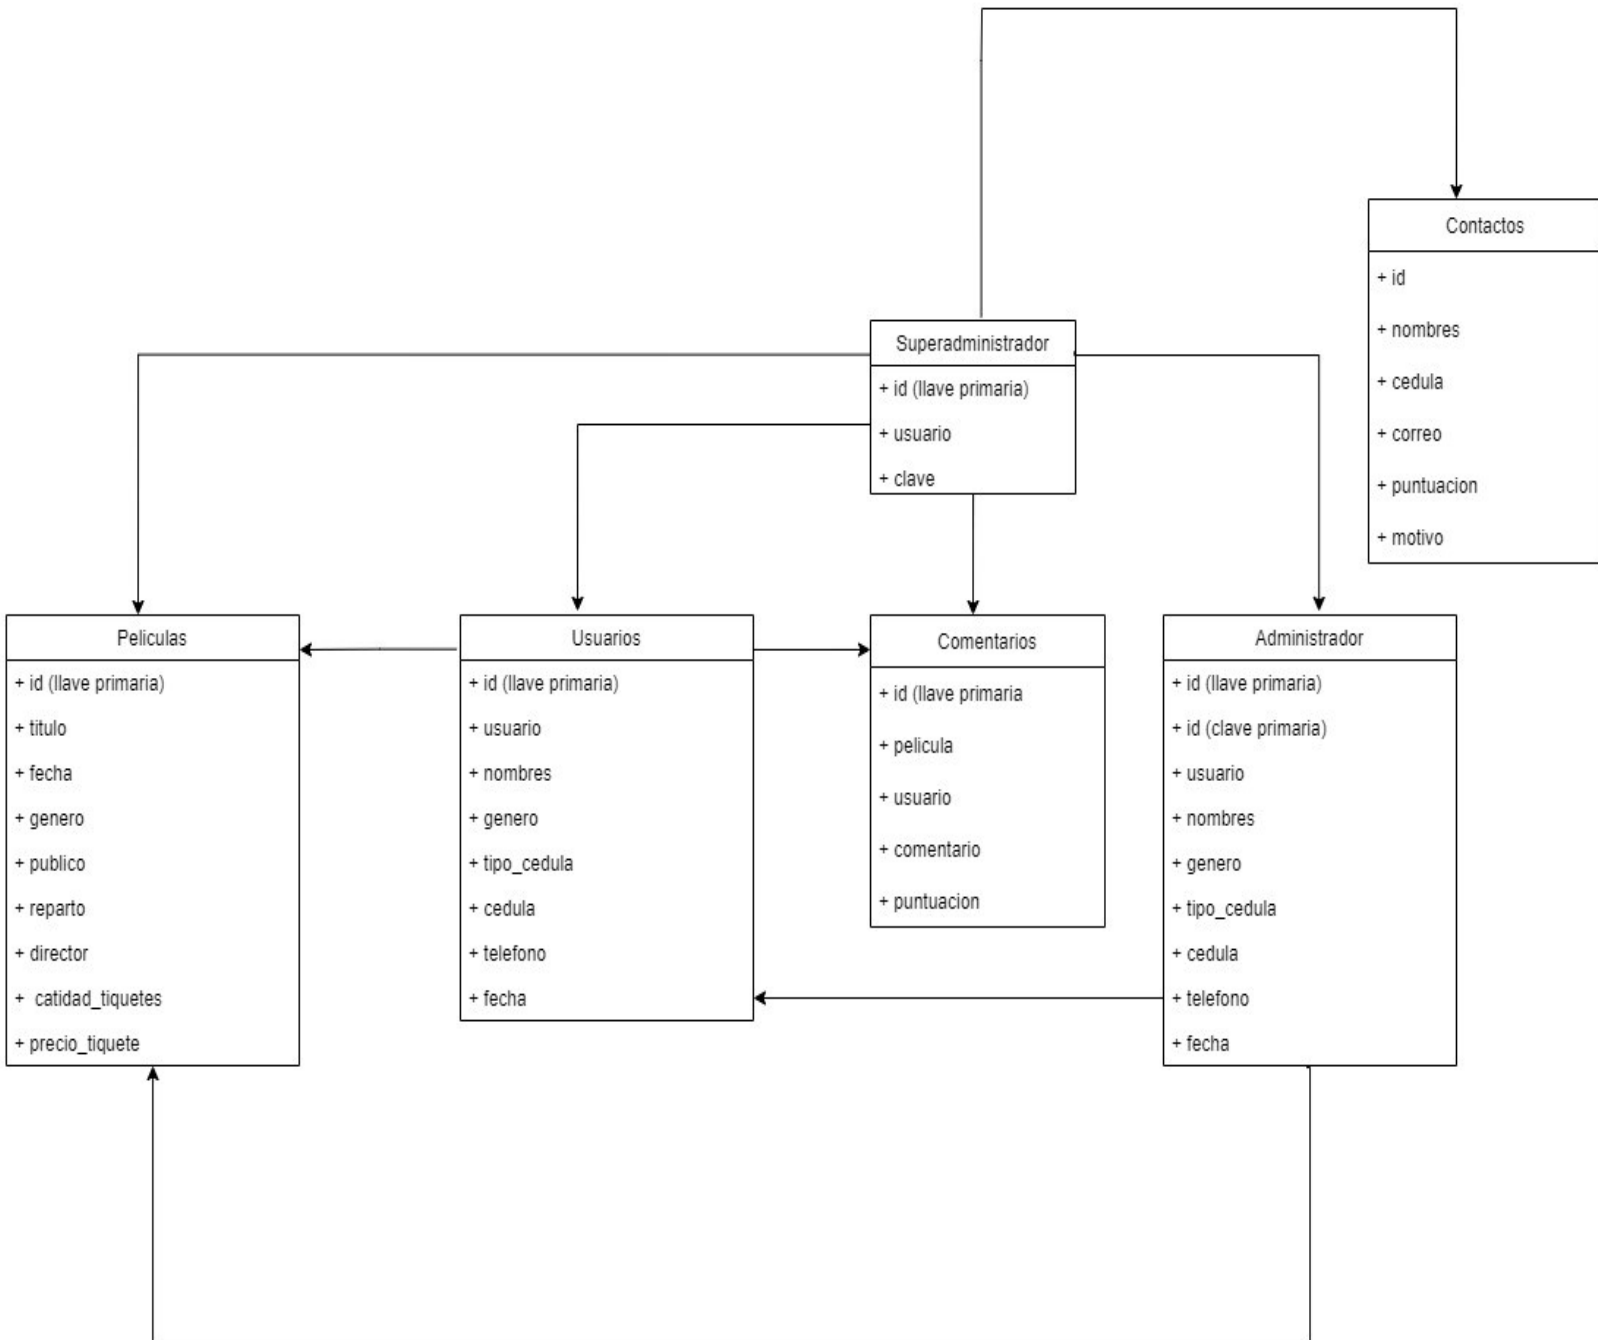 Contactos
+ id
+ nombres
+ cedula
+ correo
+ puntuacion
+ motivo
Superadministrador
+ id (llave primaria)
+ usuario
+ clave
Peliculas
+ id (llave primaria)
+ titulo
+ fecha
+ genero
+ publico
+ reparto
+ director
+ catidad_tiquetes
+ precio_tiquete
Usuarios
+ id (llave primaria)
+ usuario
+ nombres
+ genero
+ tipo_cedula
+ cedula
+ telefono
+ fecha
Comentarios
+ id (llave primaria
+ pelicula
+ usuario
+ comentario
+ puntuacion
Administrador
+ id (llave primaria)
+ id (clave primaria)
+ usuario
+ nombres
+ genero
+ tipo_cedula
+ cedula
+ telefono
+ fecha